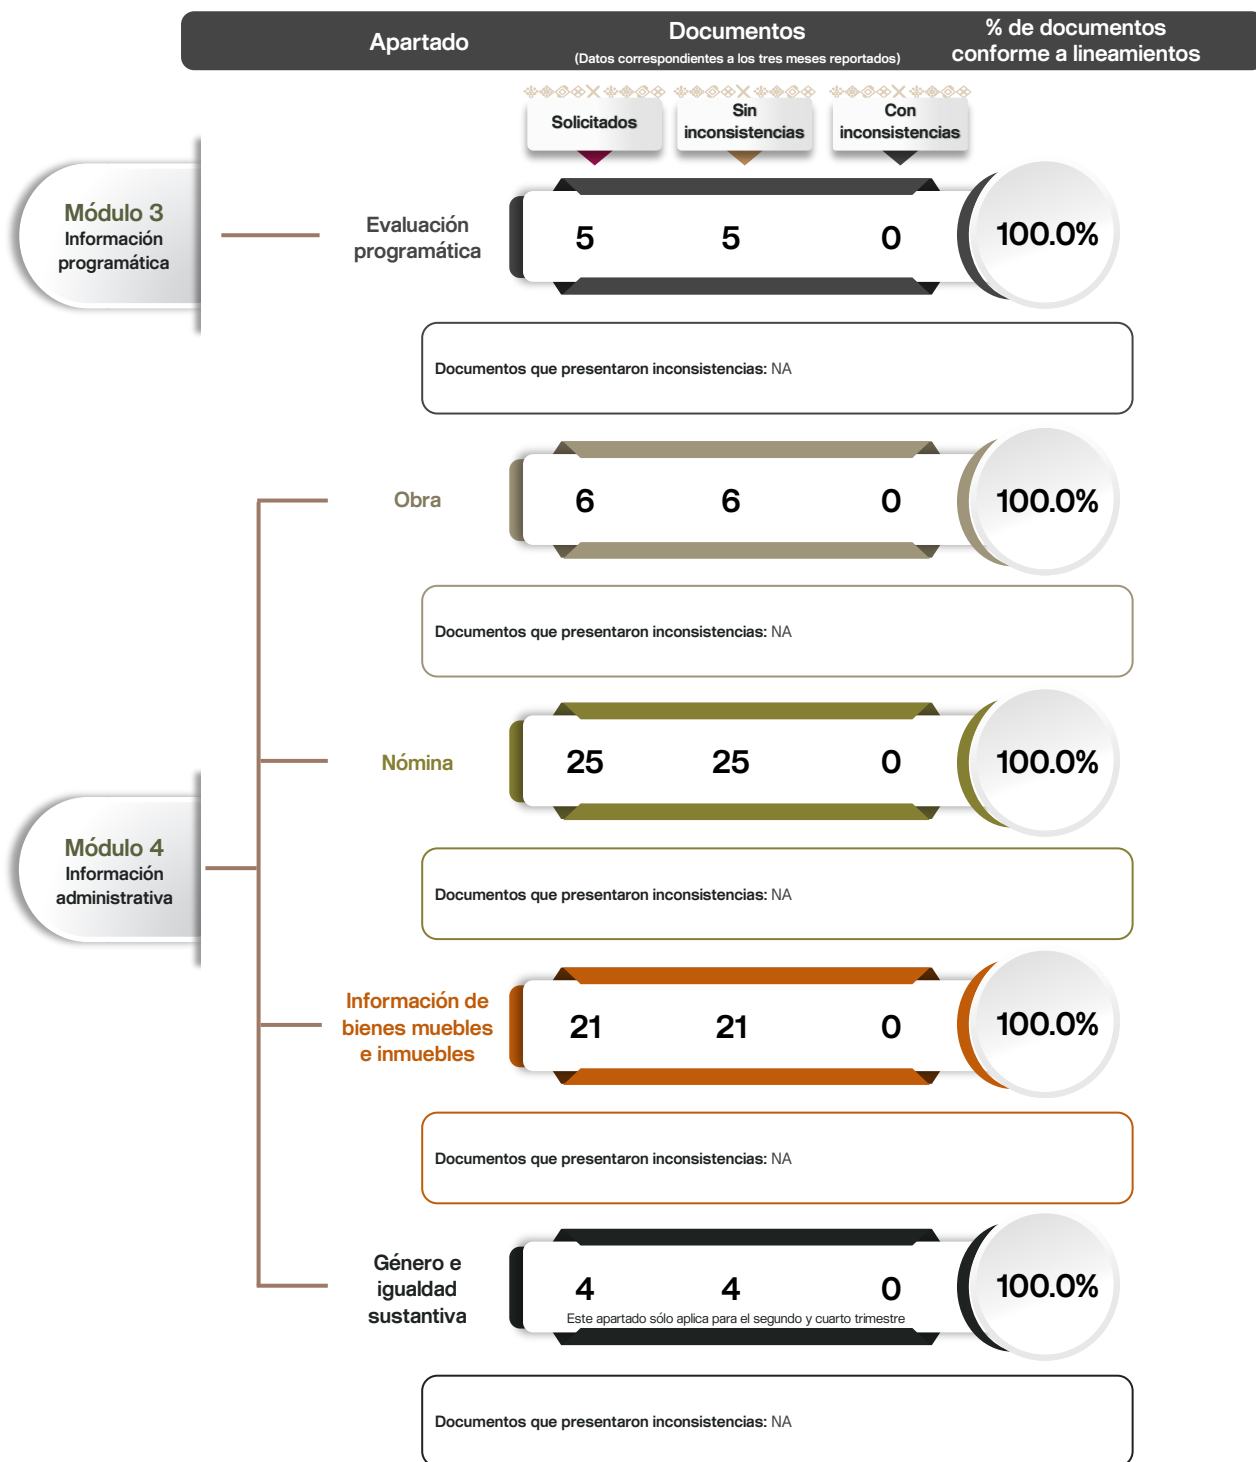 Apartado
Documentos
(Datos correspondientes a los tres meses reportados)
% de documentos
conforme a lineamientos
Solicitados
Sin
inconsistencias
Con
inconsistencias
Módulo 3
Información
programática
Evaluación
programática
5 5 0 100.0%
Documentos que presentaron inconsistencias: NA
Obra
6 6 0 100.0%
Documentos que presentaron inconsistencias: NA
Nómina
25 25 0 100.0%
Documentos que presentaron inconsistencias: NA
Módulo 4
Información
administrativa
Información de
bienes muebles
e inmuebles
21 21 0 100.0%
Documentos que presentaron inconsistencias: NA
Género e
igualdad
sustantiva
4 4 0 100.0%
Este apartado sólo aplica para el segundo y cuarto trimestre
Documentos que presentaron inconsistencias: NA